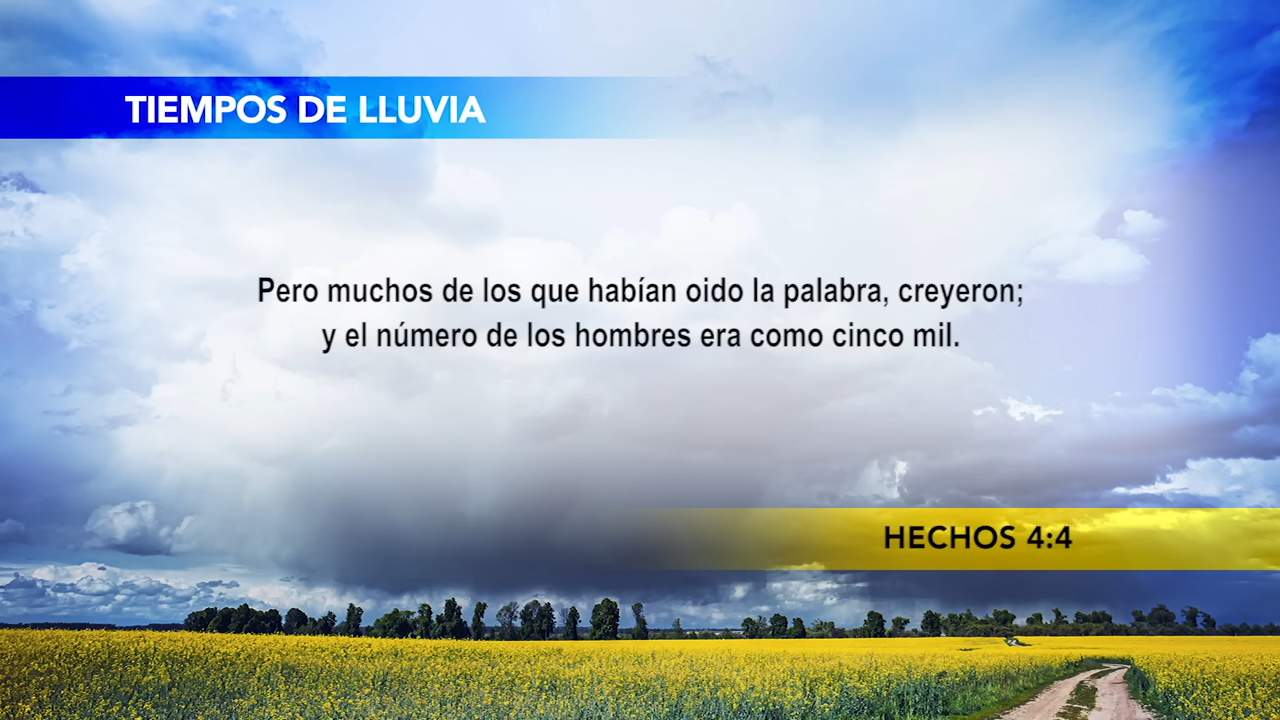 TIEMPOS DE LLUVIA
Pero muchos de los que habían oido la palabra, creyeron;
y el número de los hombres era como cinco mil.
HECHOS 4:4